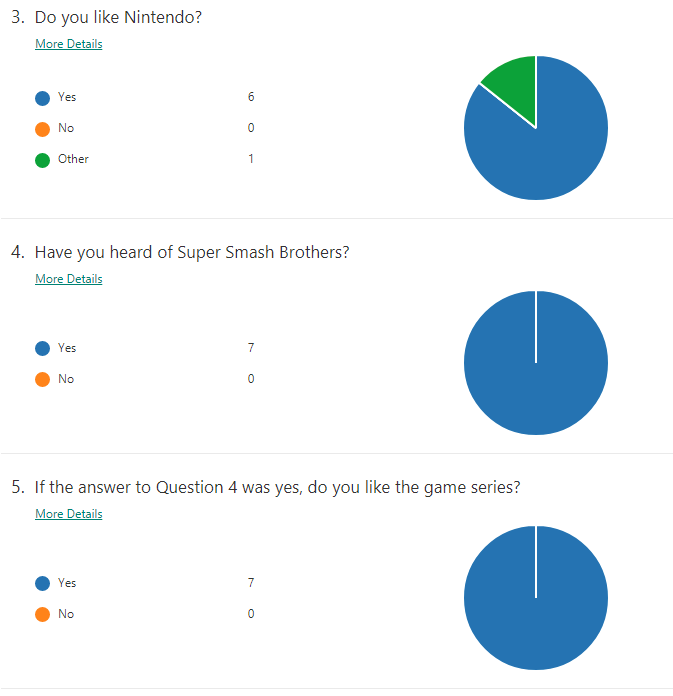 3. Do you like Nintendo?
More Details
Yes 6
No 0
Other 1
4. Have you heard of Super Smash Brothers?
More Details
Yes 7
No 0
5. If the answer to Question 4 was yes, do you like the game series?
More Details
Yes 7
No 0